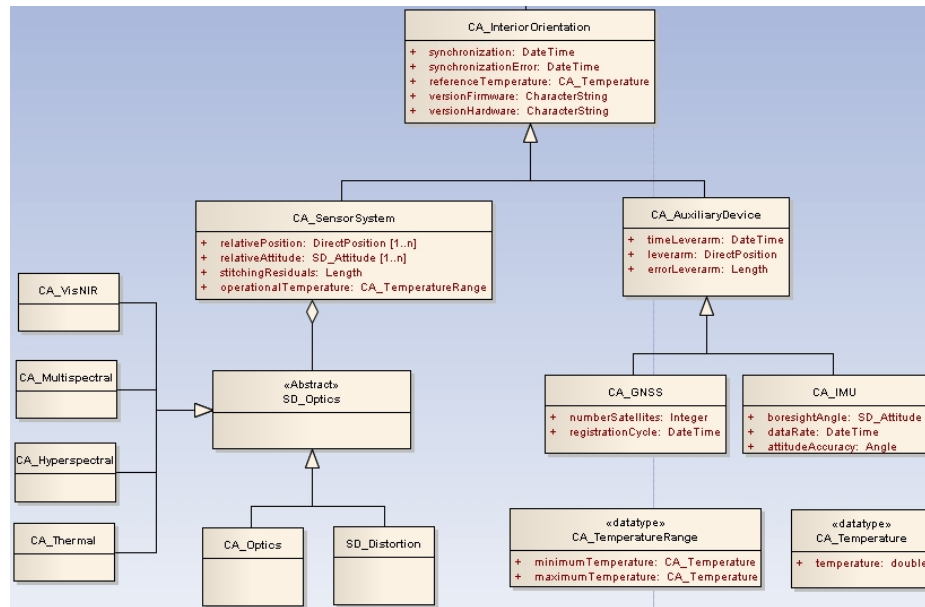 CA_InteriorOrientation
+ synchronization: DateTime
+ synchronizationError: DateTime
+ referenceTemperature: CA_Temperature
+ versionFirmware: CharacterString
+ versionHardware: CharacterString
CA_SensorSystem
+ relativePosition: DirectPosition [1..n]
+ relativeAttitude: SD_Attitude [1..n]
+ stitchingResiduals: Length
+ operationalTemperature: CA_TemperatureRange
CA_AuxiliaryDevice
+ timeLeverarm: DateTime
+ leverarm: DirectPosition
+ errorLeverarm: Length
CA_VisNIR
CA_Multispectral
CA_Hyperspectral
CA_Thermal
«Abstract»
SD_Optics
CA_GNSS
+ numberSatellites: Integer
+ registrationCycle: DateTime
CA_IMU
+ boresightAngle: SD_Attitude
+ dataRate: DateTime
+ attitudeAccuracy: Angle
CA_Optics
SD_Distortion
«datatype»
CA_TemperatureRange
+ minimumTemperature: CA_Temperature
+ maximumTemperature: CA_Temperature
«datatype»
CA_Temperature
+ temperature: double